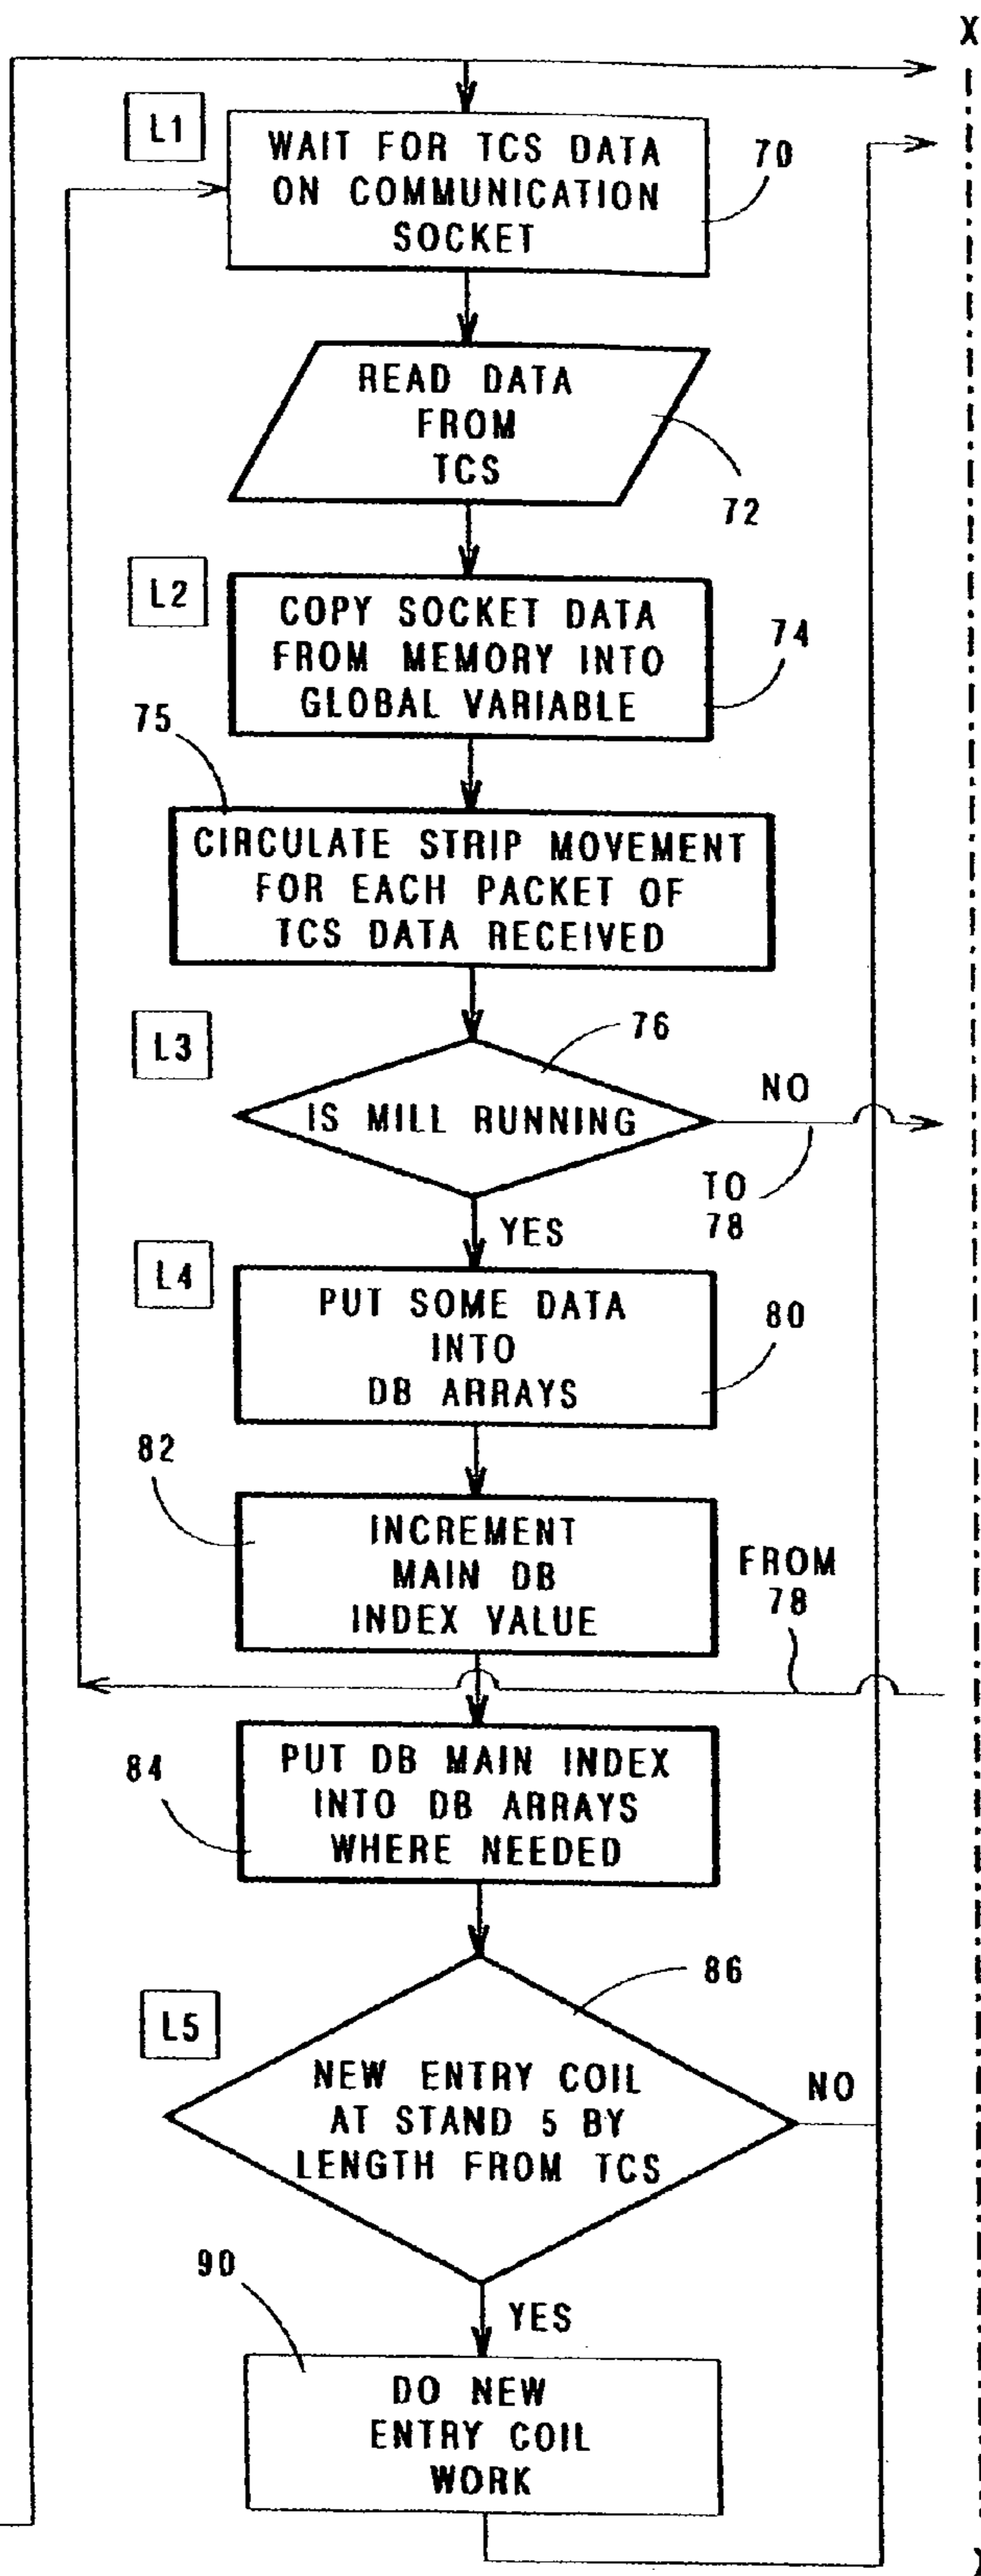 X
L1
WAIT FOR TCS DATA
ON COMMUNICATION
SOCKET
70
READ DATA
FROM
TCS
72
L2
COPY SOCKET DATA
FROM MEMORY INTO
GLOBAL VARIABLE
74
75
CIRCULATE STRIP MOVEMENT
FOR EACH PACKET OF
TCS DATA RECEIVED
L3
76
IS MILL RUNNING
NO
TO
78
YES
L4
PUT SOME DATA
INTO
DB ARRAYS
80
82
INCREMENT
MAIN DB
INDEX VALUE
FROM
78
84
PUT DB MAIN INDEX
INTO DB ARRAYS
WHERE NEEDED
86
L5
NEW ENTRY COIL
AT STAND 5 BY
LENGTH FROM TCS
NO
90
YES
DO NEW
ENTRY COIL
WORK